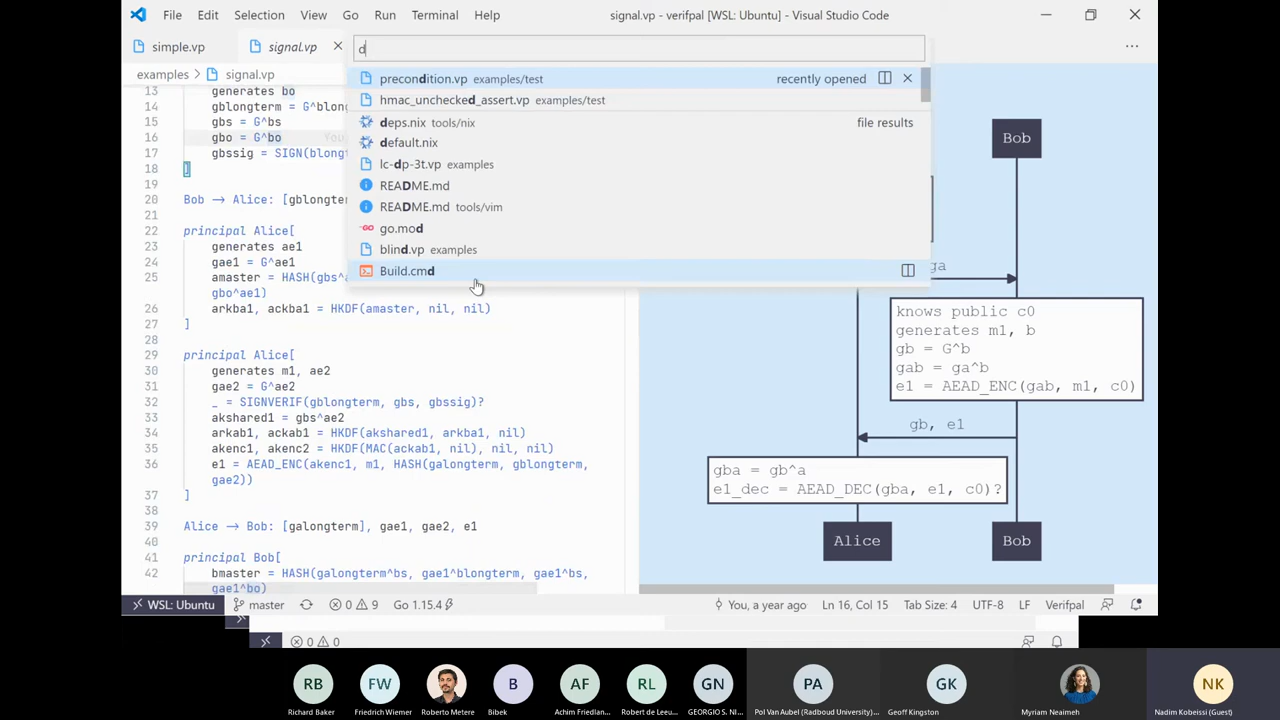 File Edit Selection View Go Run Terminal Help signal.vp - verifpal [WSL: Ubuntu] - Visual Studio Code
simple.vp signal.vp
d
examples signal.vp
precondition.vp examples/test recently opened
hmac_unchecked_assert.vp examples/test
deps.nix tools/nix file results
default.nix
lc-dp-3t.vp examples
README.md
README.md tools/vim
go.mod
blind.vp examples
Build.cmd
13 generates bo
14 gblongterm = G^blong
15 gbs = G^bs
16 gbo = G^bo
17 gbssig = SIGN(blongt
18 ]
19
20 Bob -> Alice: [gblongte
21
22 principal Alice[
23 generates ae1
24 gae1 = G^ae1
25 amaster = HASH(gbs^a
gbo^ae1)
26 arkba1, ackba1 = HKDF(amaster, nil, nil)
27 ]
28
29 principal Alice[
30 generates m1, ae2
31 gae2 = G^ae2
32 _ = SIGNVERIF(gblongterm, gbs, gbssig)?
33 akshared1 = gbs^ae2
34 arkab1, ackab1 = HKDF(akshared1, arkba1, nil)
35 akenc1, akenc2 = HKDF(MAC(ackab1, nil), nil, nil)
36 e1 = AEAD_ENC(akenc1, m1, HASH(galongterm, gblongterm,
gae2))
37 ]
38
39 Alice -> Bob: [galongterm], gae1, gae2, e1
40
41 principal Bob[
42 bmaster = HASH(galongterm^bs, gae1^blongterm, gae1^bs,
gae1^bo)
Bob
ga
knows public c0
generates m1, b
gb = G^b
gab = ga^b
e1 = AEAD_ENC(gab, m1, c0)
gb, e1
gba = gb^a
e1_dec = AEAD_DEC(gba, e1, c0)?
Alice Bob
WSL: Ubuntu master 0 9 Go 1.15.4 You, a year ago Ln 16, Col 15 Tab Size: 4 UTF-8 LF Verifpal
0 0
RB FW B AF RL GN PA GK NK
Richard Baker Friedrich Wiemer Roberto Metere Bibek Achim Friedlan... Robert de Leeu... GEORGIOS S. NI... Pol Van Aubel (Radboud University)... Geoff Kingston Myriam Neaimeh Nadim Kobeissi (Guest)